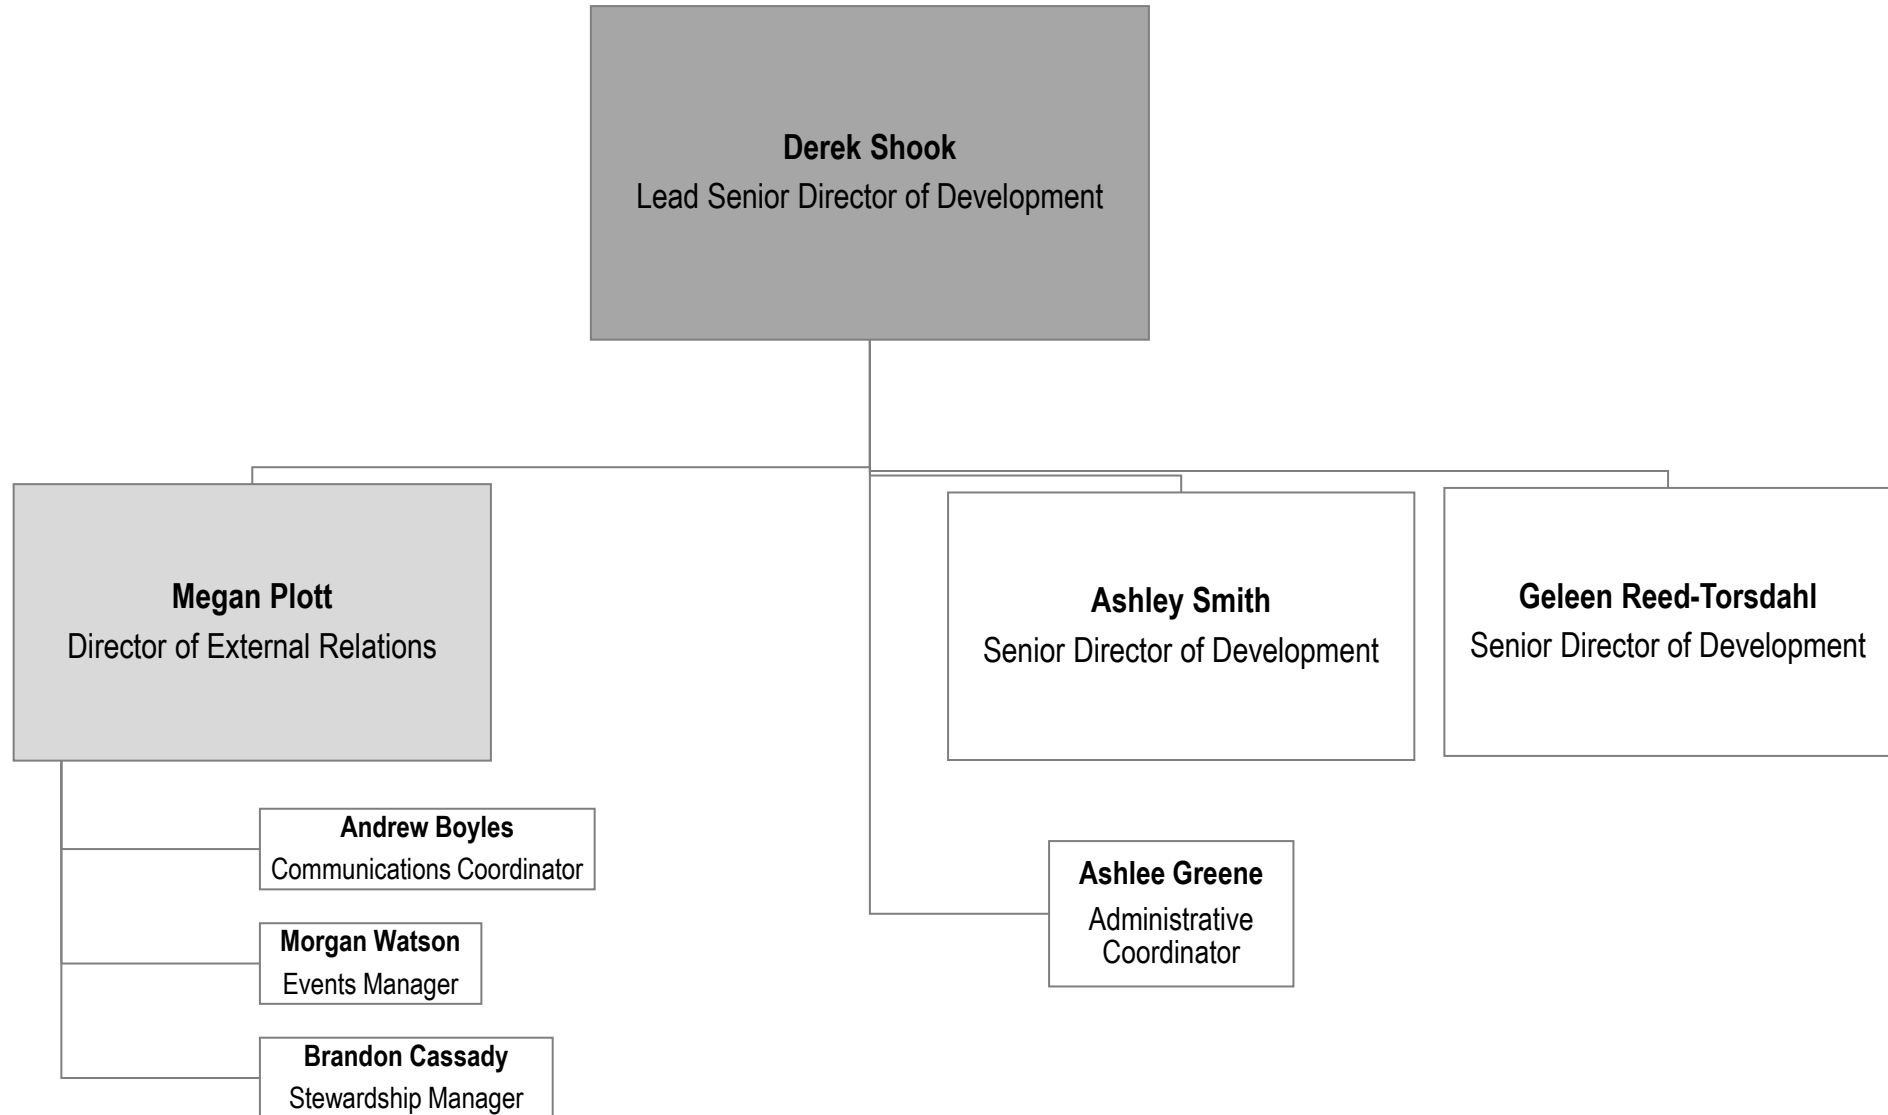 Derek Shook
Lead Senior Director of Development
Megan Plott
Director of External Relations
Ashley Smith
Senior Director of Development
Geleen Reed-Torsdahl
Senior Director of Development
Andrew Boyles
Communications Coordinator
Morgan Watson
Events Manager
Brandon Cassady
Stewardship Manager
Ashlee Greene
Administrative
Coordinator